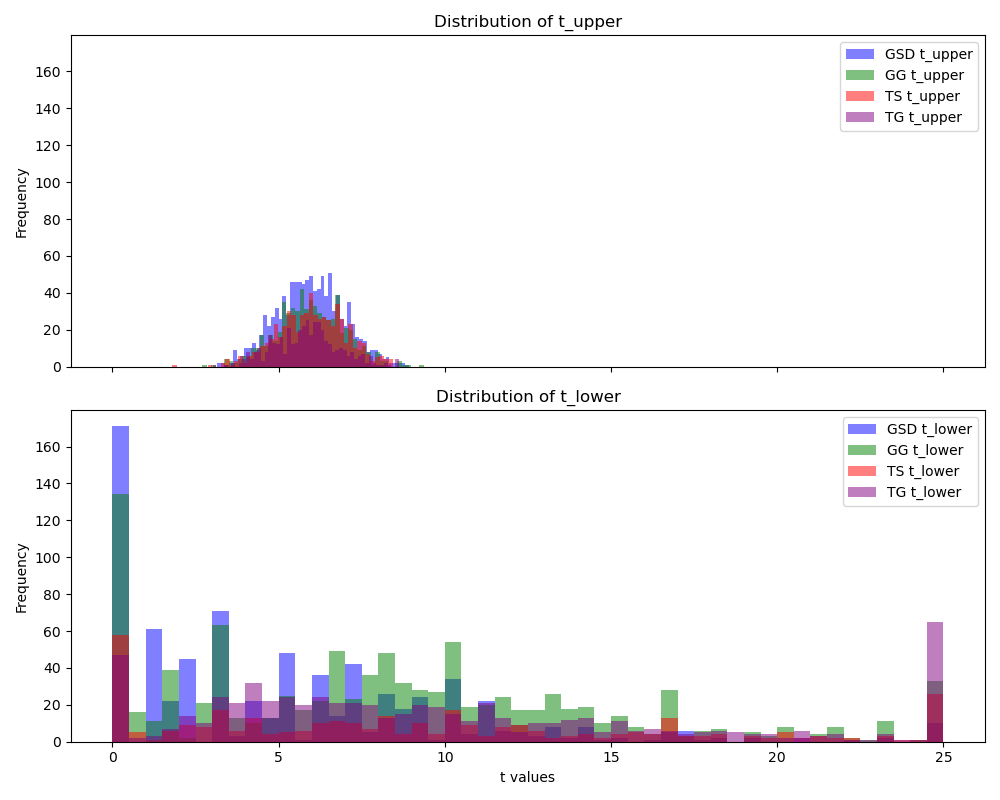 Distribution of t_upper
GSD t_upper
GG t_upper
TS t_upper
TG t_upper
Frequency
160
140
120
100
80
60
40
20
0
Distribution of t_lower
GSD t_lower
GG t_lower
TS t_lower
TG t_lower
Frequency
160
140
120
100
80
60
40
20
0
0 5 10 15 20 25
t values